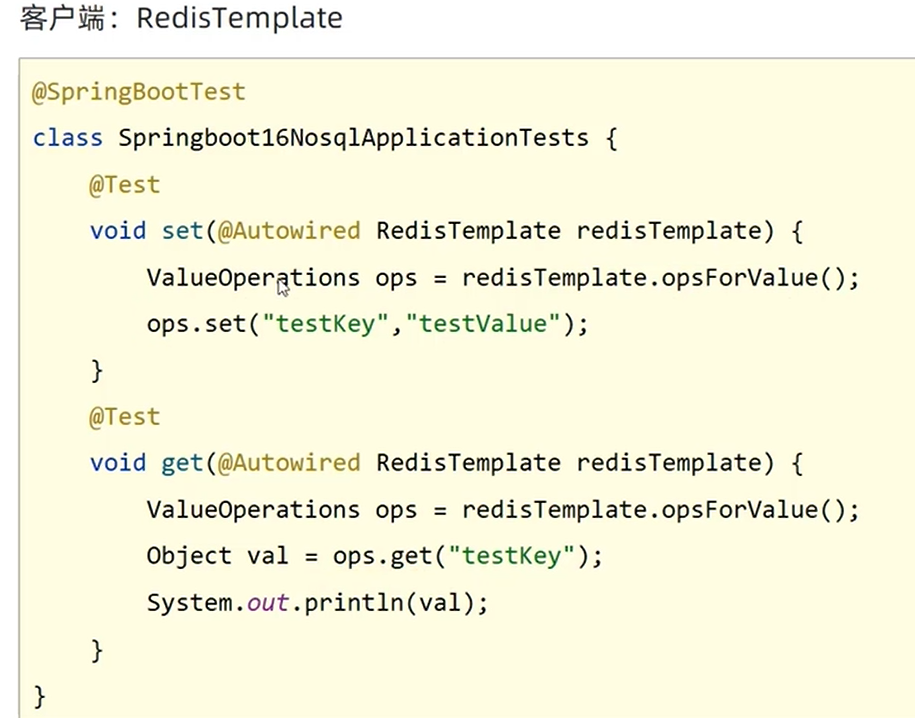 客户端：RedisTemplate
@SpringBootTest
class Springboot16NosqlApplicationTests {
    @Test
    void set(@Autowired RedisTemplate redisTemplate) {
        ValueOperations ops = redisTemplate.opsForValue();
        ops.set("testKey","testValue");
    }
    @Test
    void get(@Autowired RedisTemplate redisTemplate) {
        ValueOperations ops = redisTemplate.opsForValue();
        Object val = ops.get("testKey");
        System.out.println(val);
    }
}